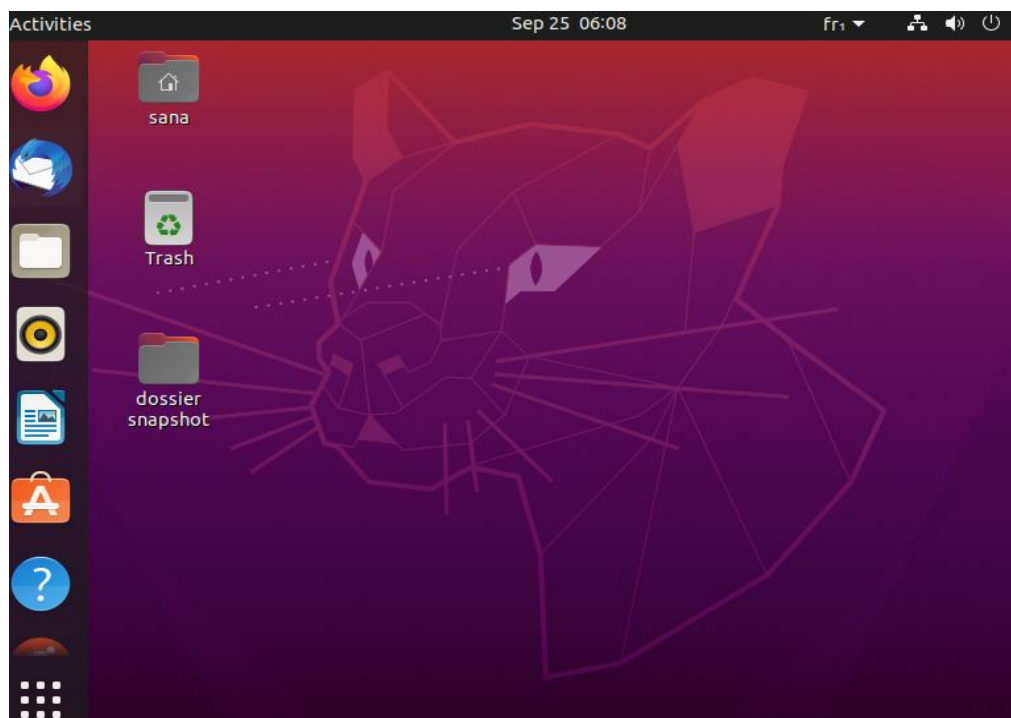 Activities
Sep 25 06:08
fr₁
sana
Trash
dossier
snapshot